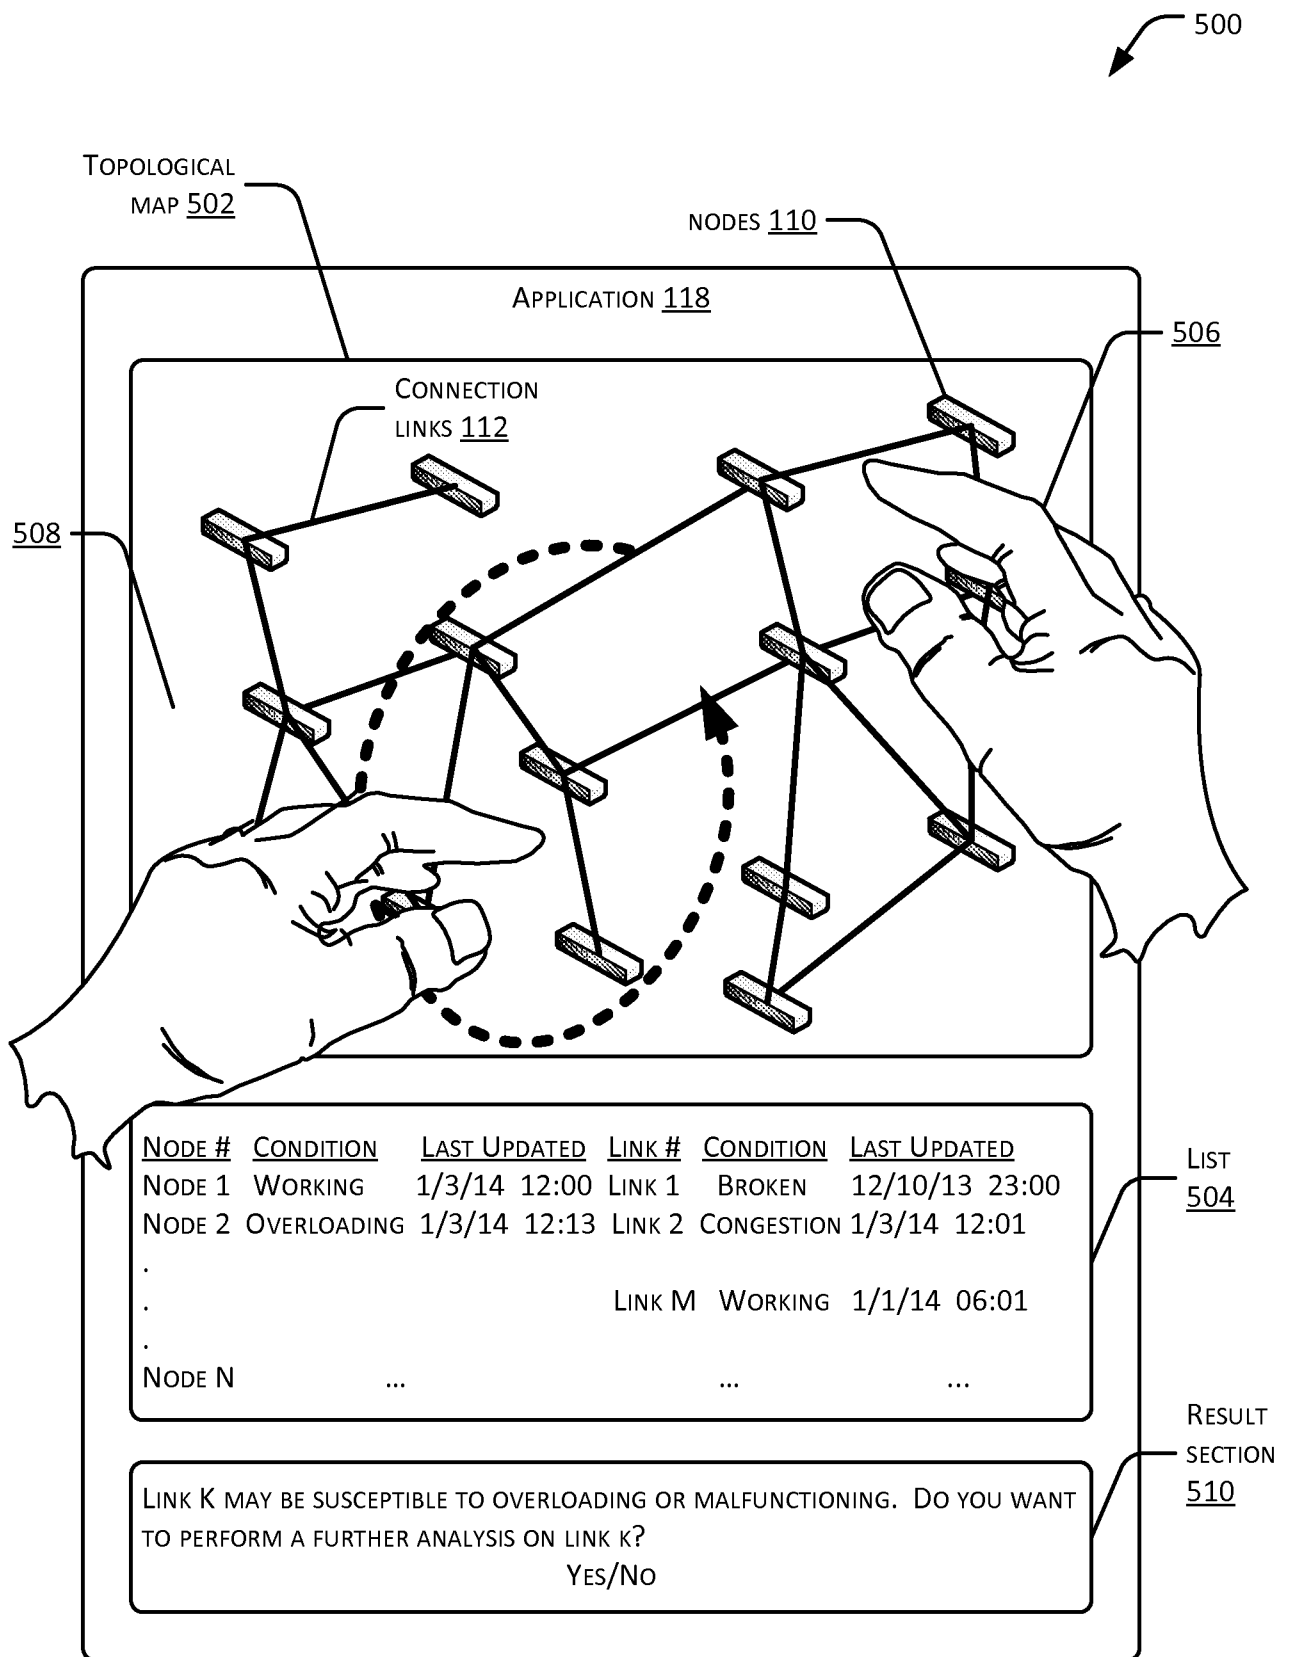 500
TOPOLOGICAL
MAP 502
NODES 110
APPLICATION 118
506
CONNECTION
LINKS 112
508
NODE # CONDITION LAST UPDATED LINK # CONDITION LAST UPDATED
NODE 1 WORKING 1/3/14 12:00 LINK 1 BROKEN 12/10/13 23:00
NODE 2 OVERLOADING 1/3/14 12:13 LINK 2 CONGESTION 1/3/14 12:01
.
. LINK M WORKING 1/1/14 06:01
.
NODE N ... ... ...
LIST
504
RESULT
SECTION
510
LINK K MAY BE SUSCEPTIBLE TO OVERLOADING OR MALFUNCTIONING. DO YOU WANT
TO PERFORM A FURTHER ANALYSIS ON LINK K?
YES/NO